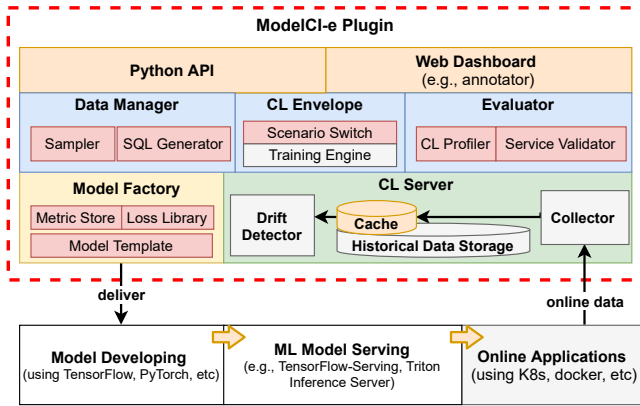 ModelCI-e Plugin
Python API
Web Dashboard
(e.g., annotator)
Data Manager
CL Envelope
Evaluator
Sampler
SQL Generator
Scenario Switch
Training Engine
CL Profiler
Service Validator
Model Factory
CL Server
Metric Store
Loss Library
Model Template
Drift
Detector
Cache
Historical Data Storage
Collector
deliver
online data
Model Developing
(using TensorFlow, PyTorch, etc)
ML Model Serving
(e.g., TensorFlow-Serving, Triton
Inference Server)
Online Applications
(using K8s, docker, etc)